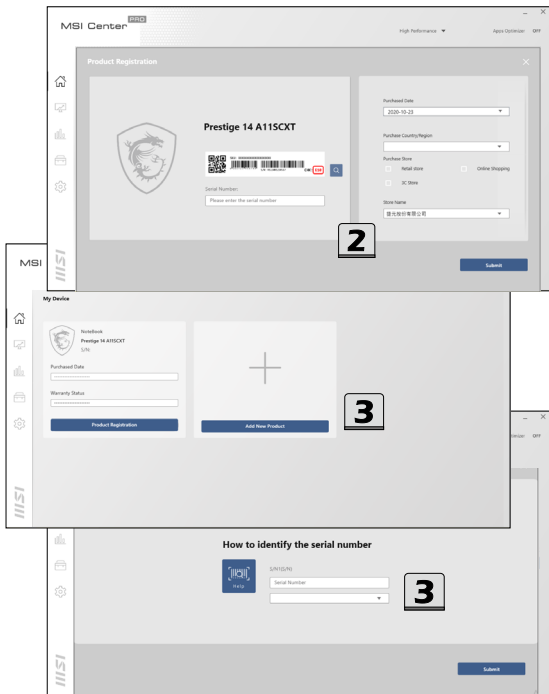 MSI Center PRO
High Performance
Apps Optimizer OFF
Product Registration
Prestige 14 A11SCXT
Serial Number:
Please enter the serial number
Purchased Date
2020-10-23
Purchase Country/Region
Purchase Store
Retail store
Online Shopping
3C Store
Store Name
Submit
2
MSI
My Device
NoteBook
Prestige 14 A11SCXT
S/N
Purchased Date
Warranty Status
Product Registration
Add New Product
3
OFF
How to identify the serial number
Help
S/N1(S/N)
Serial Number
3
Submit